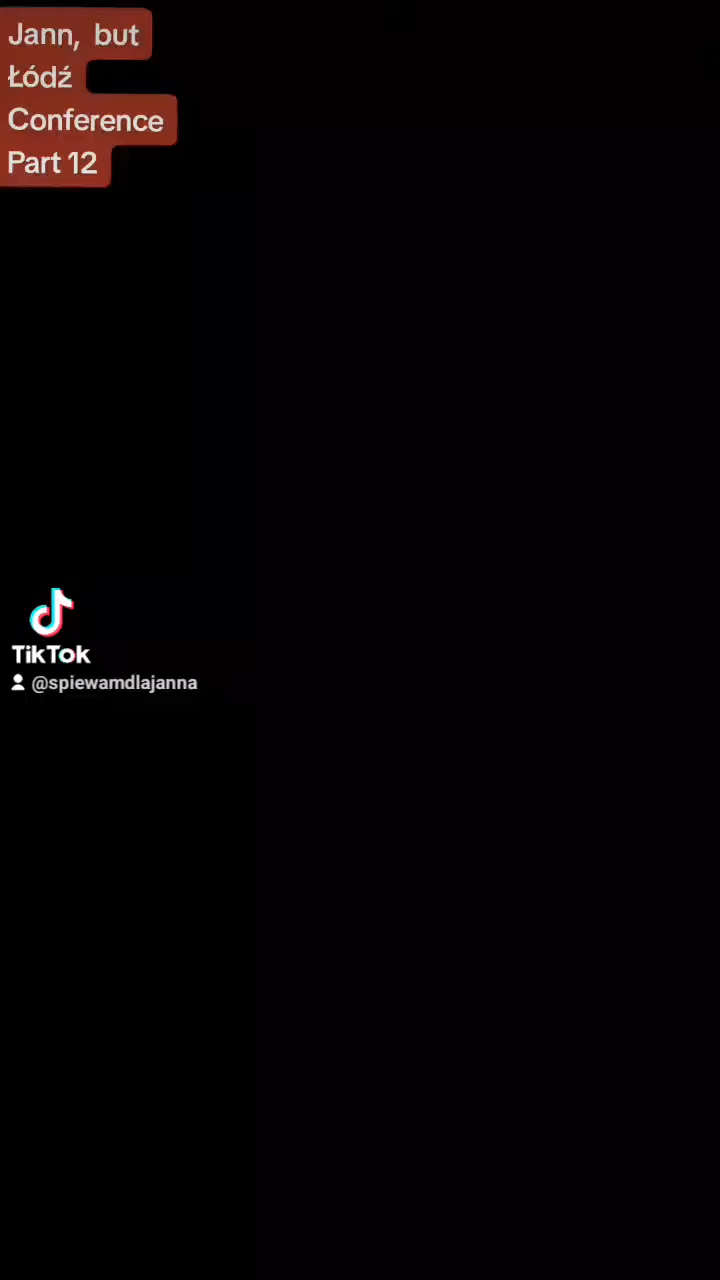 Jann, but
Łódź
Conference
Part 12
TikTok
@spiewamdlajanna